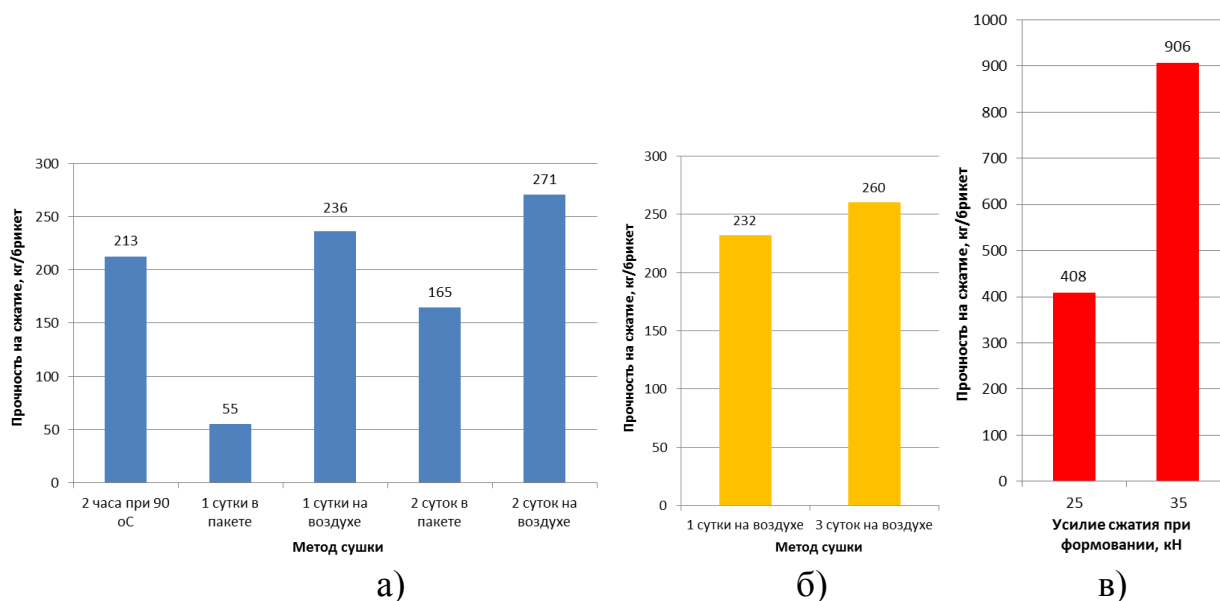 300
250
200
150
100
50
0
Прочность на сжатие, кг/брикет
213
55
236
165
271
2 часа при 90
оС
1 сутки в
пакете
1 сутки на
воздухе
2 суток в
пакете
2 суток на
воздухе
Метод сушки
а)
300
250
200
150
100
50
0
Прочность на сжатие, кг/брикет
232
260
1 сутки на воздухе
3 суток на воздухе
Метод сушки
б)
1000
900
800
700
600
500
400
300
200
100
0
Прочность на сжатие, кг/брикет
408
906
25
35
Усилие сжатия при
формовании, кН
в)